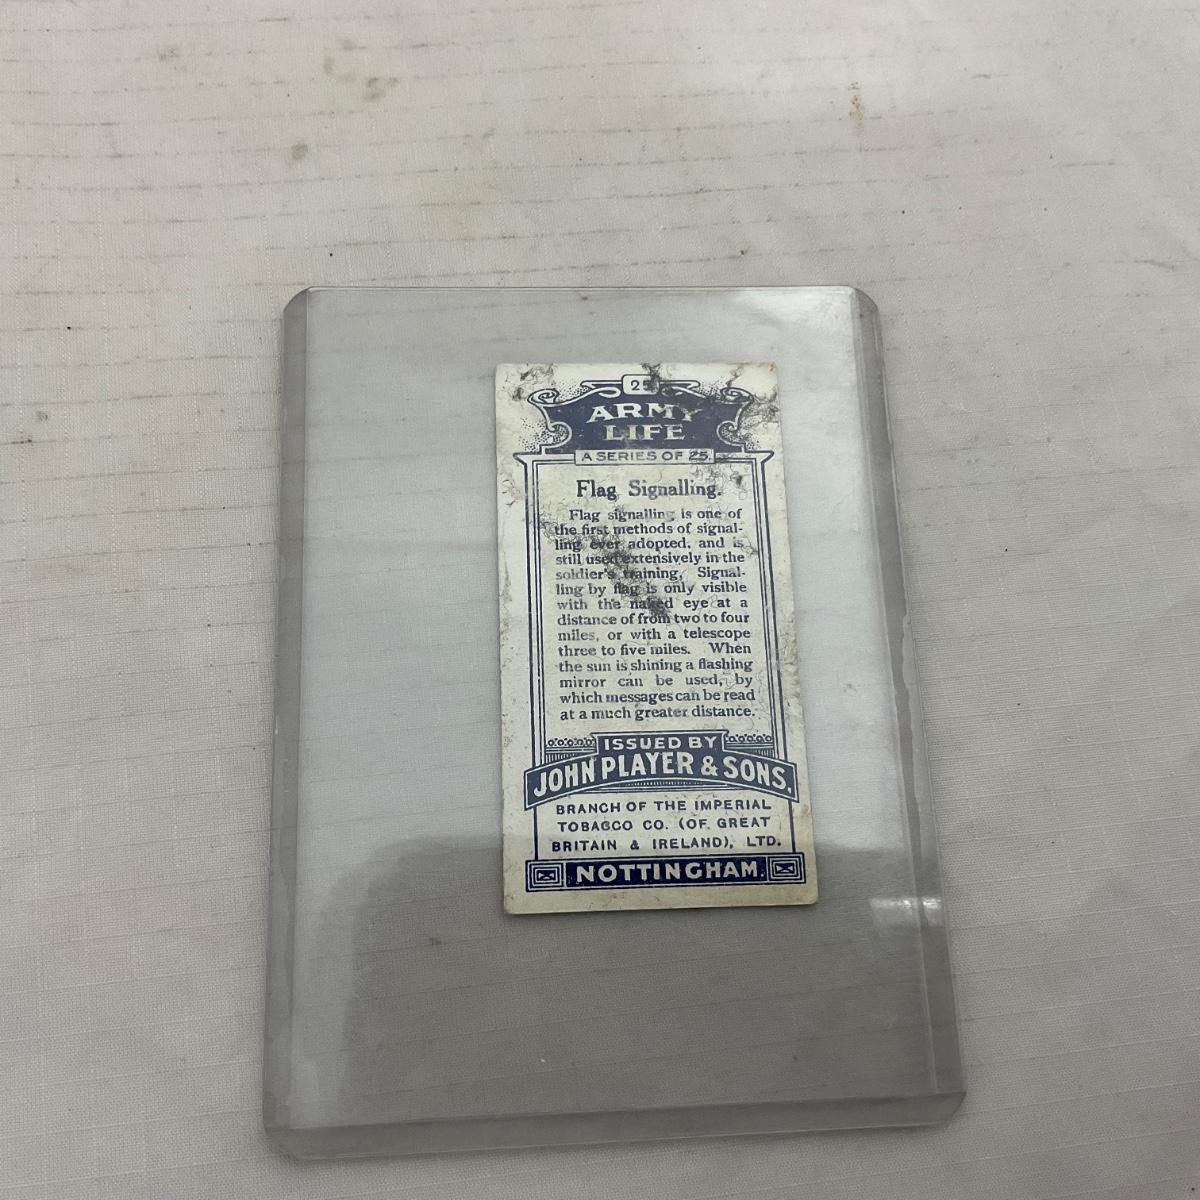 25
ARMY
LIFE
A SERIES OF 25.
Flag Signalling.
Flag signalling is one of
the first methods of signal-
ling ever adopted, and is
still used extensively in the
soldier's training, Signal-
ling by flag is only visible
with the naked eye at a
distance of from two to four
miles, or with a telescope
three to five miles. When
the sun is shining a flashing
mirror can be used, by
which messages can be read
at a much greater distance.
ISSUED BY
JOHN PLAYER & SONS.
BRANCH OF THE IMPERIAL
TOBACCO CO. (OF GREAT
BRITAIN & IRELAND), LTD.
NOTTINGHAM.